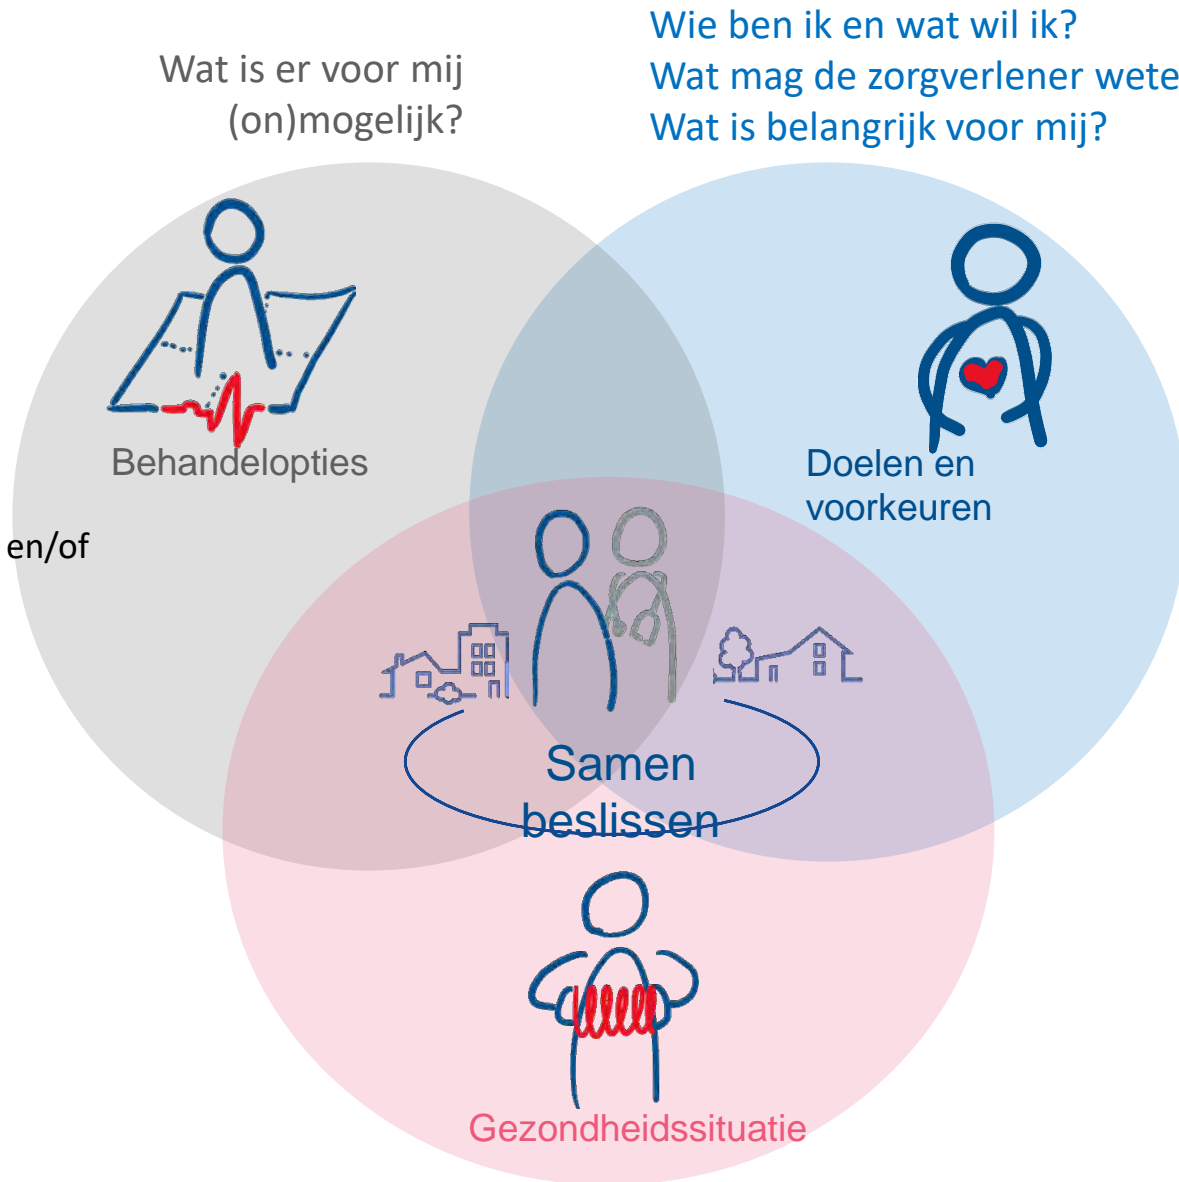 Wie ben ik en wat wil ik?
Wat is er voor mij
(on)mogelijk?
Wat mag de zorgverlener wete
Wat is belangrijk voor mij?
Behandelopties
Doelen en
voorkeuren
en/of
Samen
beslissen
Gezondheidssituatie